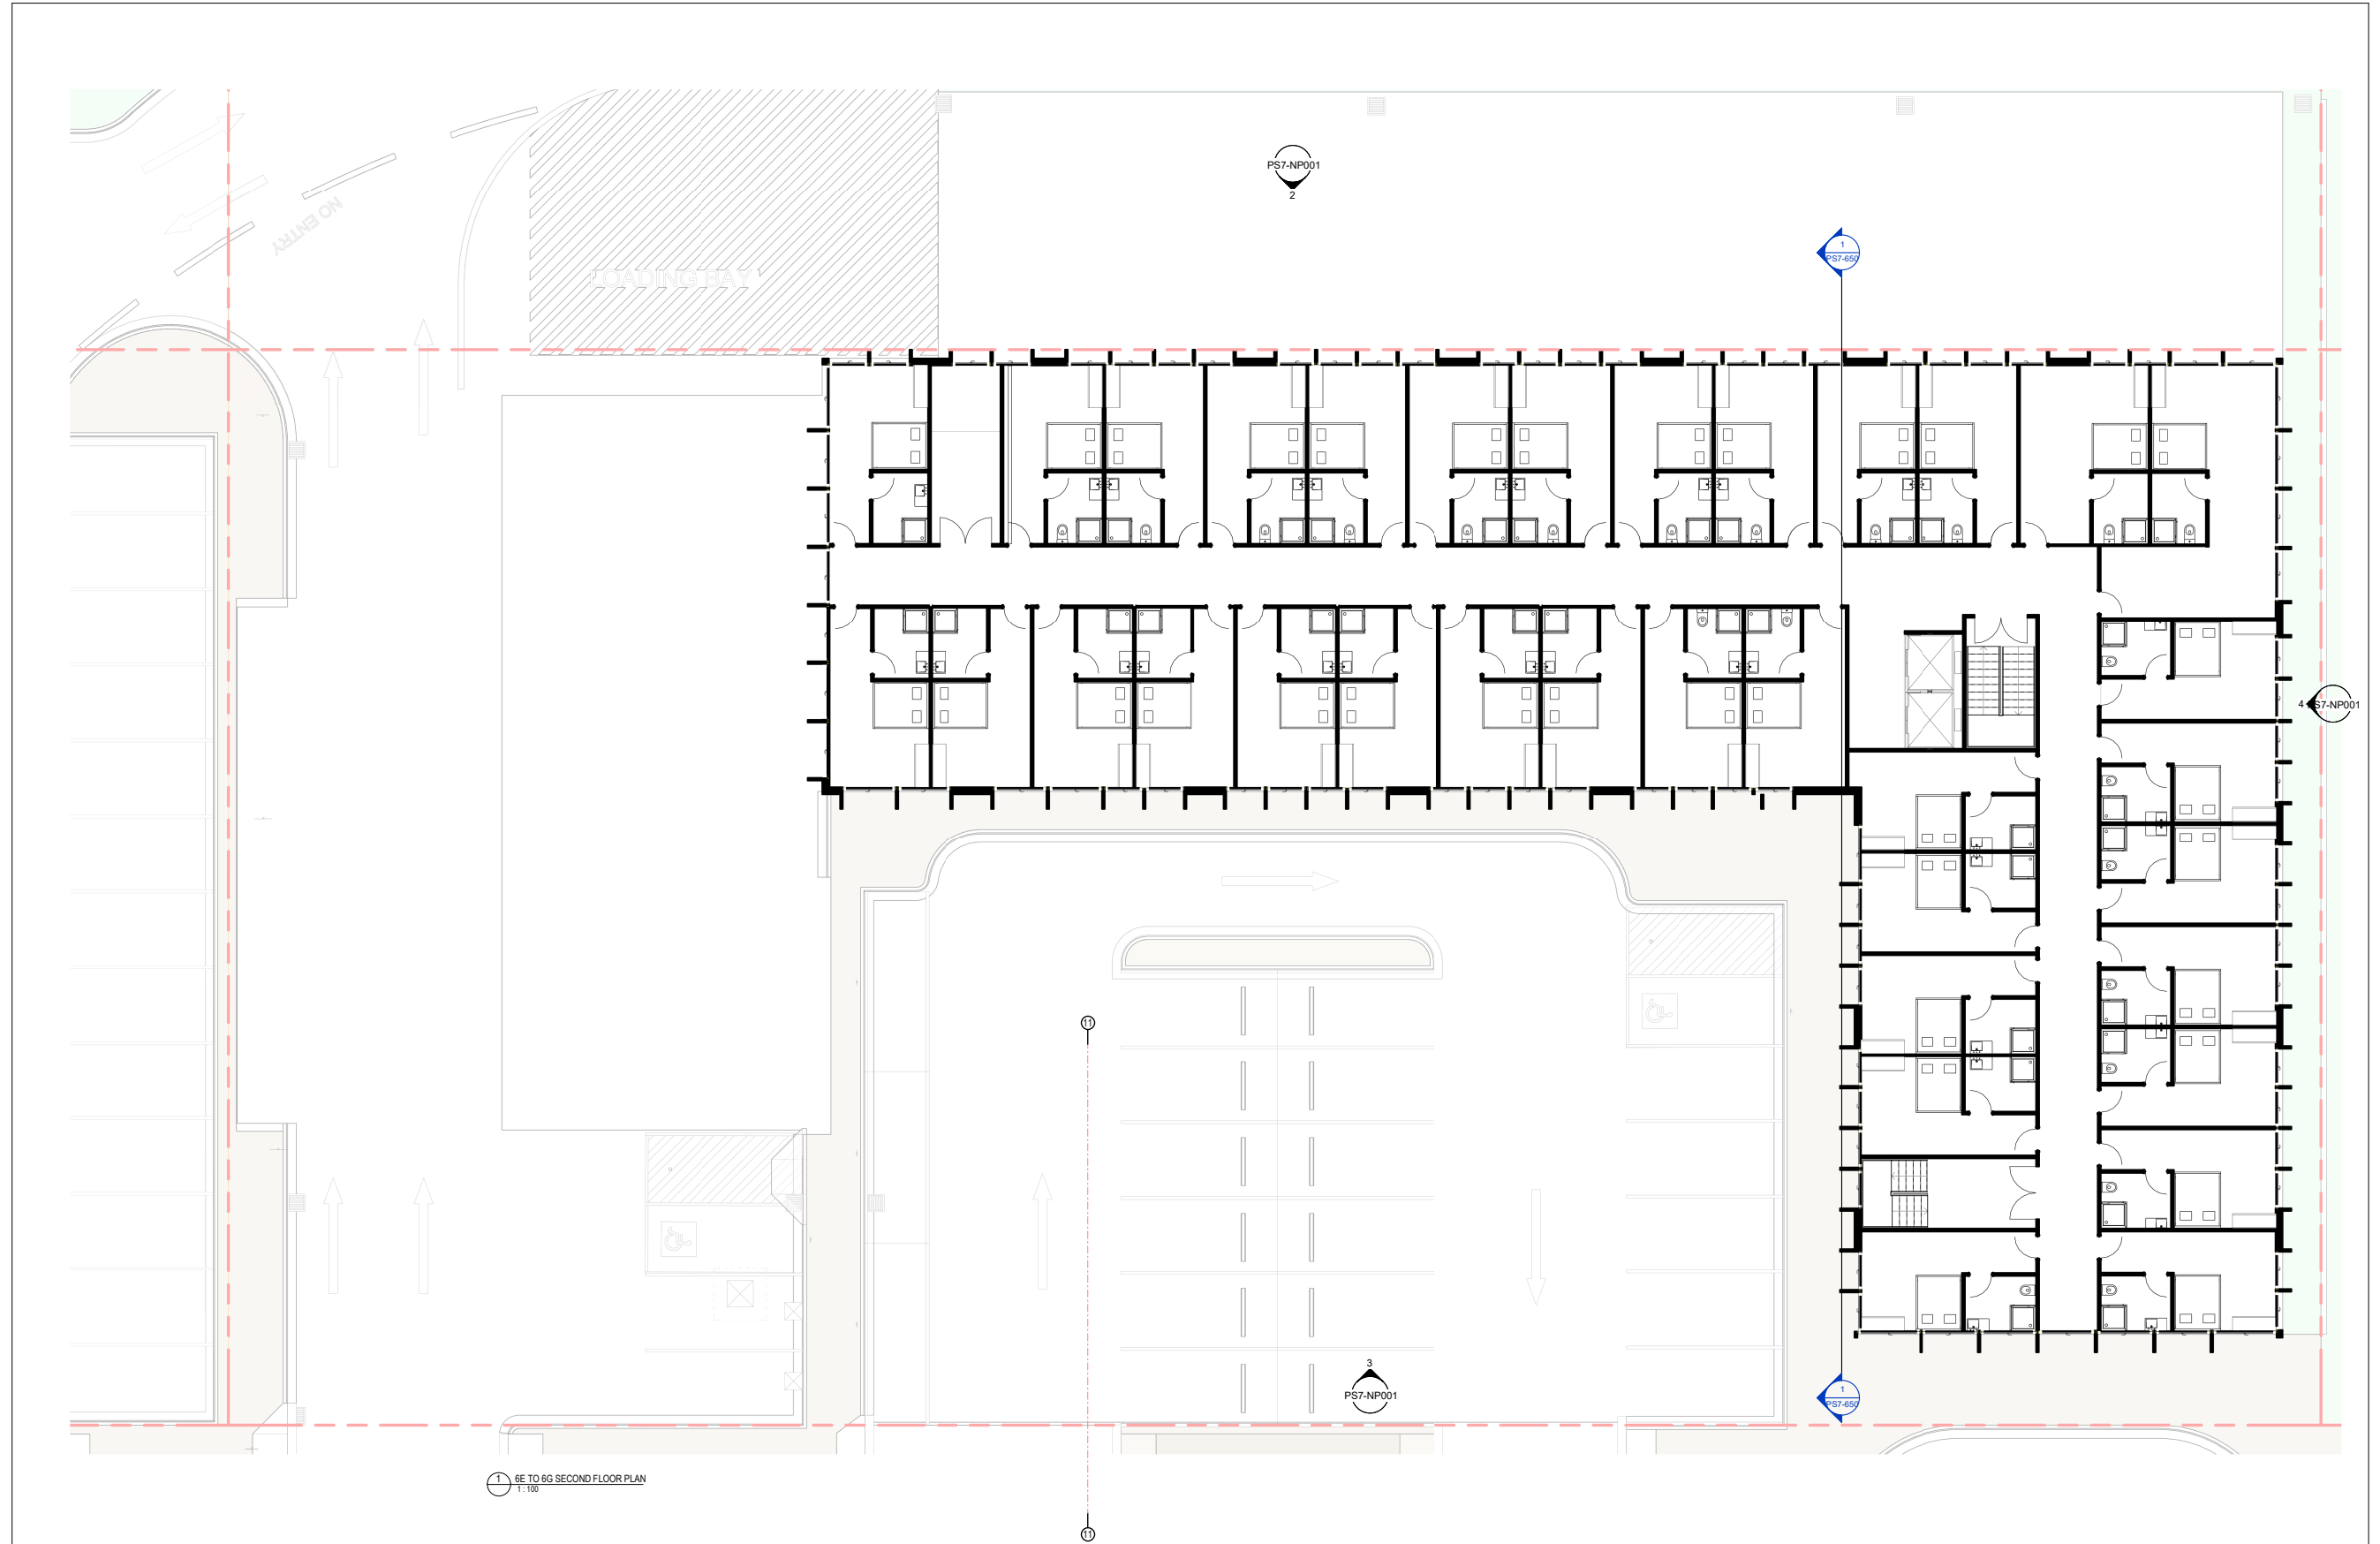 PS7-NP001
2
NO ENTRY
1
PS7-650
LOADING BAY
4
PS7-NP001
11
3
PS7-NP001
1
PS7-650
1
6E TO 6G SECOND FLOOR PLAN
1 : 100
11